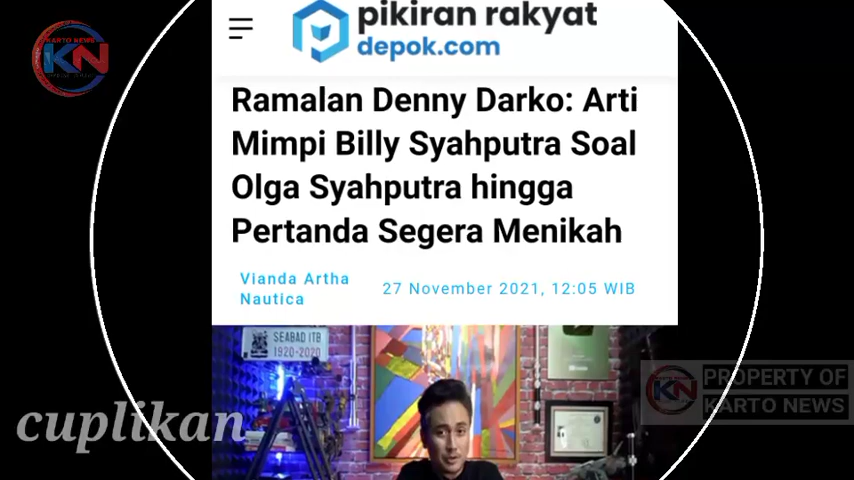 KARTO NEWS
KN
pikiran rakyat
depok.com
Ramalan Denny Darko: Arti
Mimpi Billy Syahputra Soal
Olga Syahputra hingga
Pertanda Segera Menikah
Vianda Artha
Nautica
27 November 2021, 12:05 WIB
SEABAD ITB
1920-2020
cuplikan
KN
PROPERTY OF
KARTO NEWS